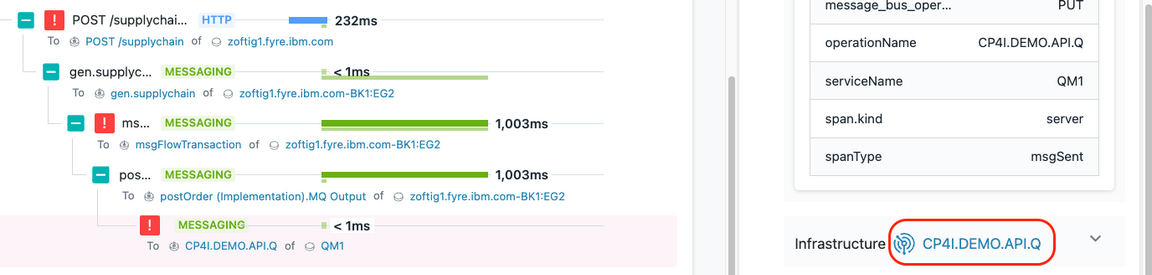 POST /supplychai... HTTP 232ms
To POST /supplychain of zoftig1.fyre.ibm.com
gen.supplyc... MESSAGING < 1ms
To gen.supplychain of zoftig1.fyre.ibm.com-BK1:EG2
! ms... MESSAGING 1,003ms
To msgFlowTransaction of zoftig1.fyre.ibm.com-BK1:EG2
pos... MESSAGING 1,003ms
To postOrder (Implementation).MQ Output of zoftig1.fyre.ibm.com-BK1:EG2
! MESSAGING < 1ms
To CP4I.DEMO.API.Q of QM1
message_bus_oper... PUT
operationName CP4I.DEMO.API.Q
serviceName QM1
span.kind server
spanType msgSent
Infrastructure CP4I.DEMO.API.Q